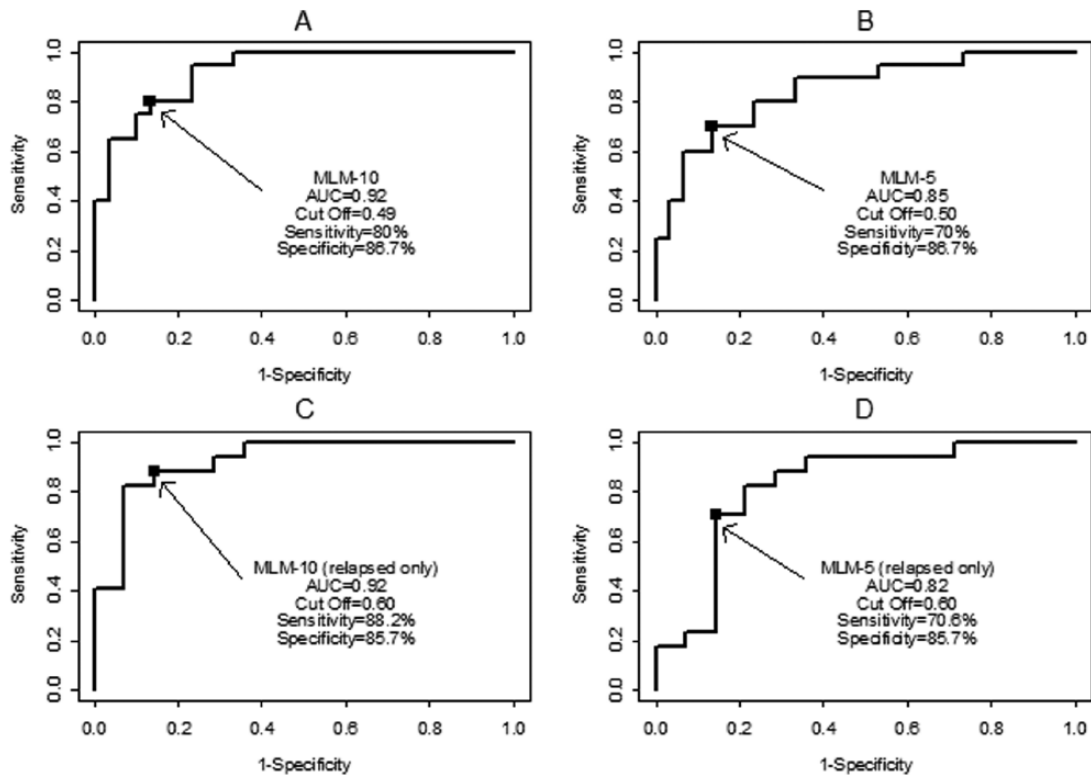 A
Sensitivity
0.0 0.2 0.4 0.6 0.8 1.0
MLM-10
AUC=0.92
Cut Off=0.49
Sensitivity=80%
Specificity=86.7%
0.0 0.2 0.4 0.6 0.8 1.0
1-Specificity
B
Sensitivity
0.0 0.2 0.4 0.6 0.8 1.0
MLM-5
AUC=0.85
Cut Off=0.50
Sensitivity=70%
Specificity=86.7%
0.0 0.2 0.4 0.6 0.8 1.0
1-Specificity
C
Sensitivity
0.0 0.2 0.4 0.6 0.8 1.0
MLM-10 (relapsed only)
AUC=0.92
Cut Off=0.60
Sensitivity=88.2%
Specificity=85.7%
0.0 0.2 0.4 0.6 0.8 1.0
1-Specificity
D
Sensitivity
0.0 0.2 0.4 0.6 0.8 1.0
MLM-5 (relapsed only)
AUC=0.82
Cut Off=0.60
Sensitivity=70.6%
Specificity=85.7%
0.0 0.2 0.4 0.6 0.8 1.0
1-Specificity